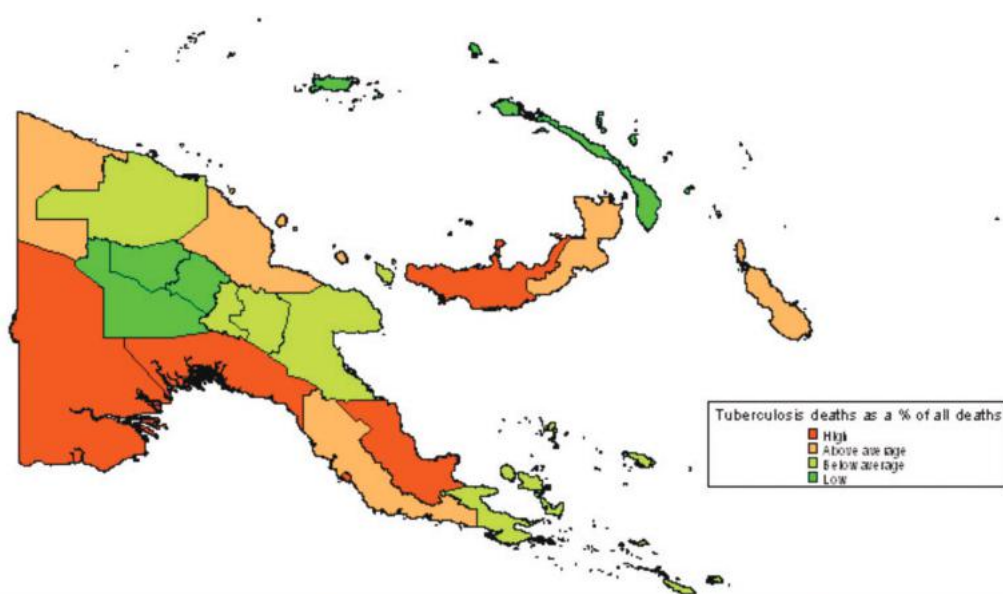 Tuberculosis deaths as a % of all deaths
High
Above average
Below average
Low